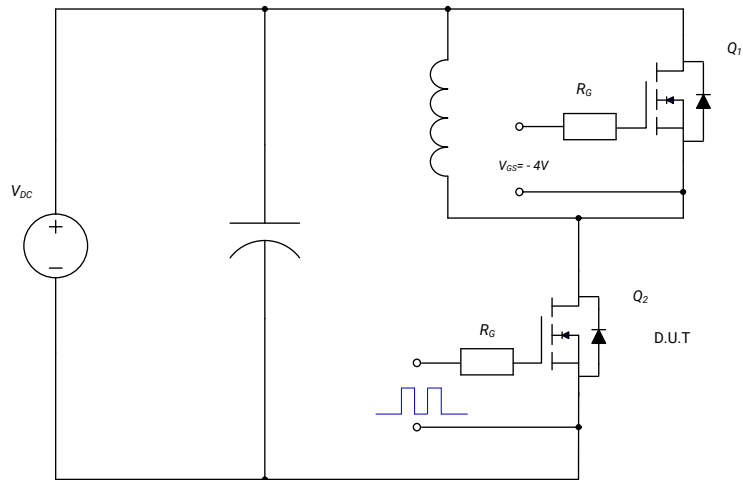 Q1
RG
VGS= - 4V
VDC
+
−
Q2
RG
D.U.T